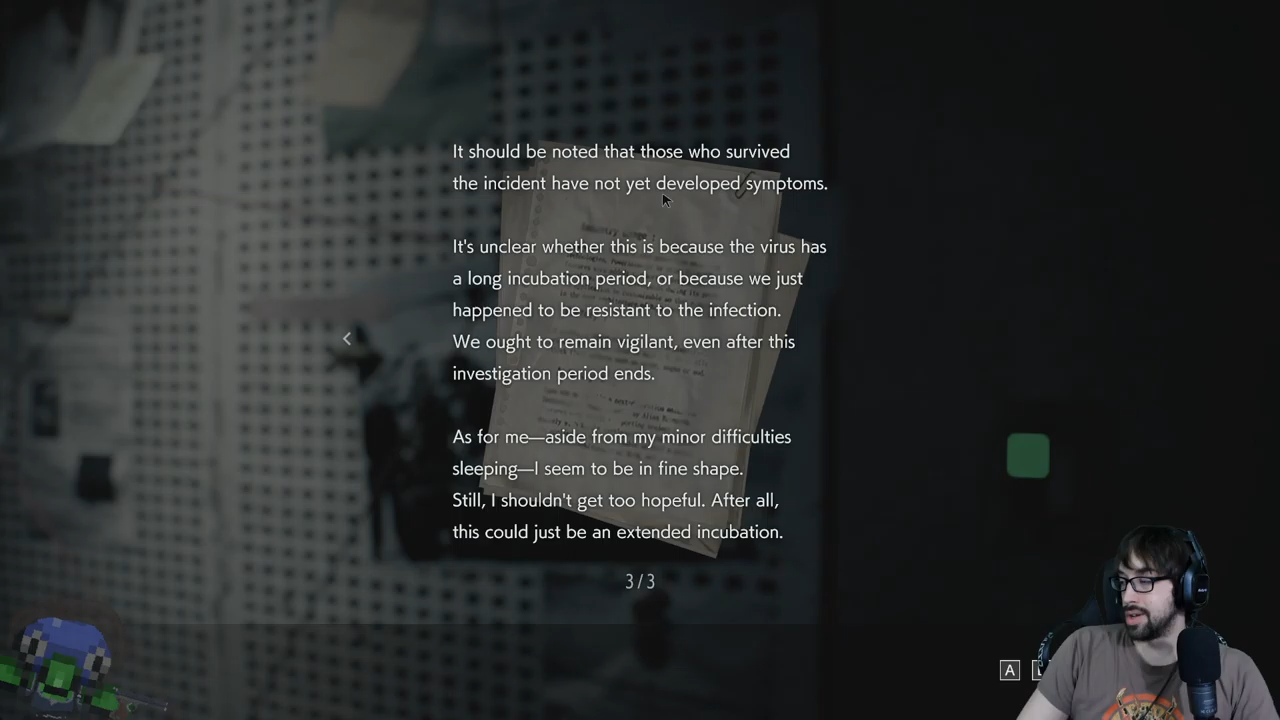 It should be noted that those who survived
the incident have not yet developed symptoms.
It's unclear whether this is because the virus has
a long incubation period, or because we just
happened to be resistant to the infection.
We ought to remain vigilant, even after this
investigation period ends.
As for me—aside from my minor difficulties
sleeping—I seem to be in fine shape.
Still, I shouldn't get too hopeful. After all,
this could just be an extended incubation.
3/3
A